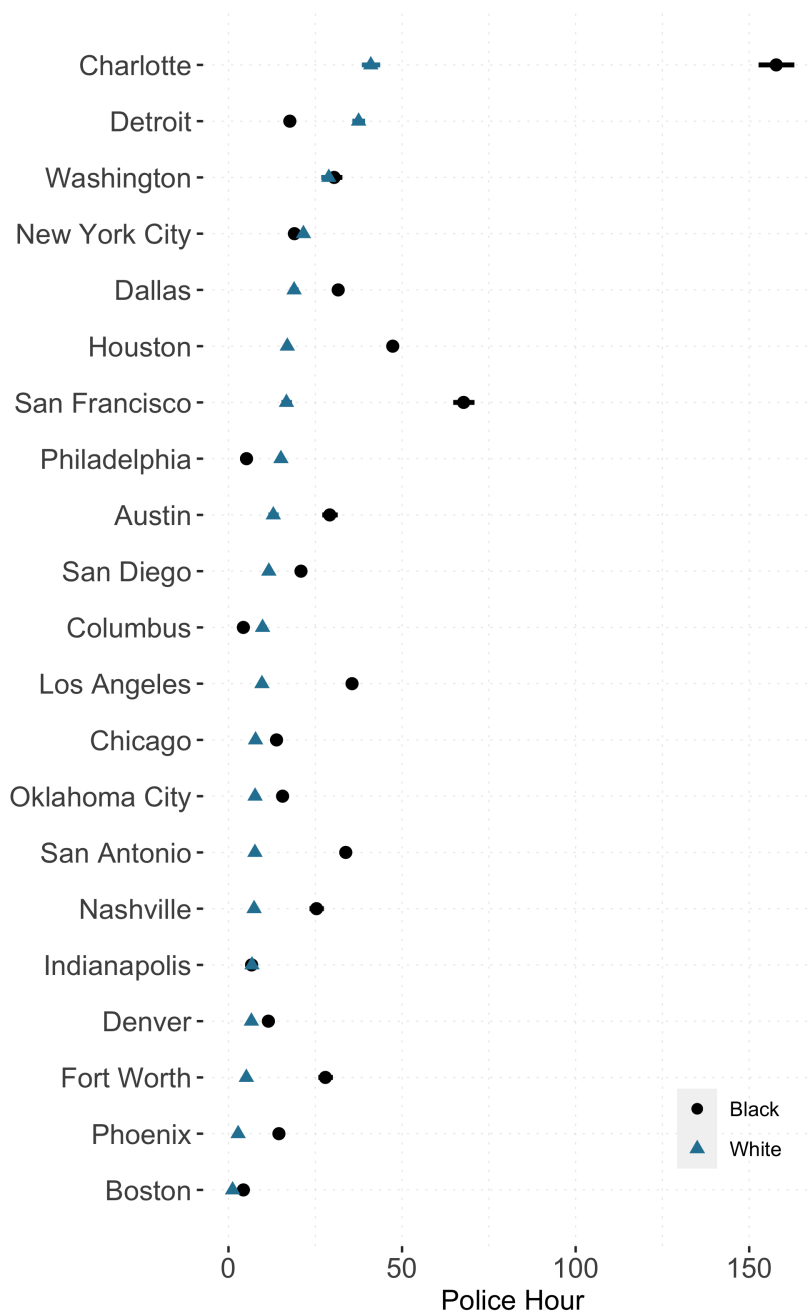 Charlotte
Detroit
Washington
New York City
Dallas
Houston
San Francisco
Philadelphia
Austin
San Diego
Columbus
Los Angeles
Chicago
Oklahoma City
San Antonio
Nashville
Indianapolis
Denver
Fort Worth
Phoenix
Boston
Black
White
0 50 100 150
Police Hour